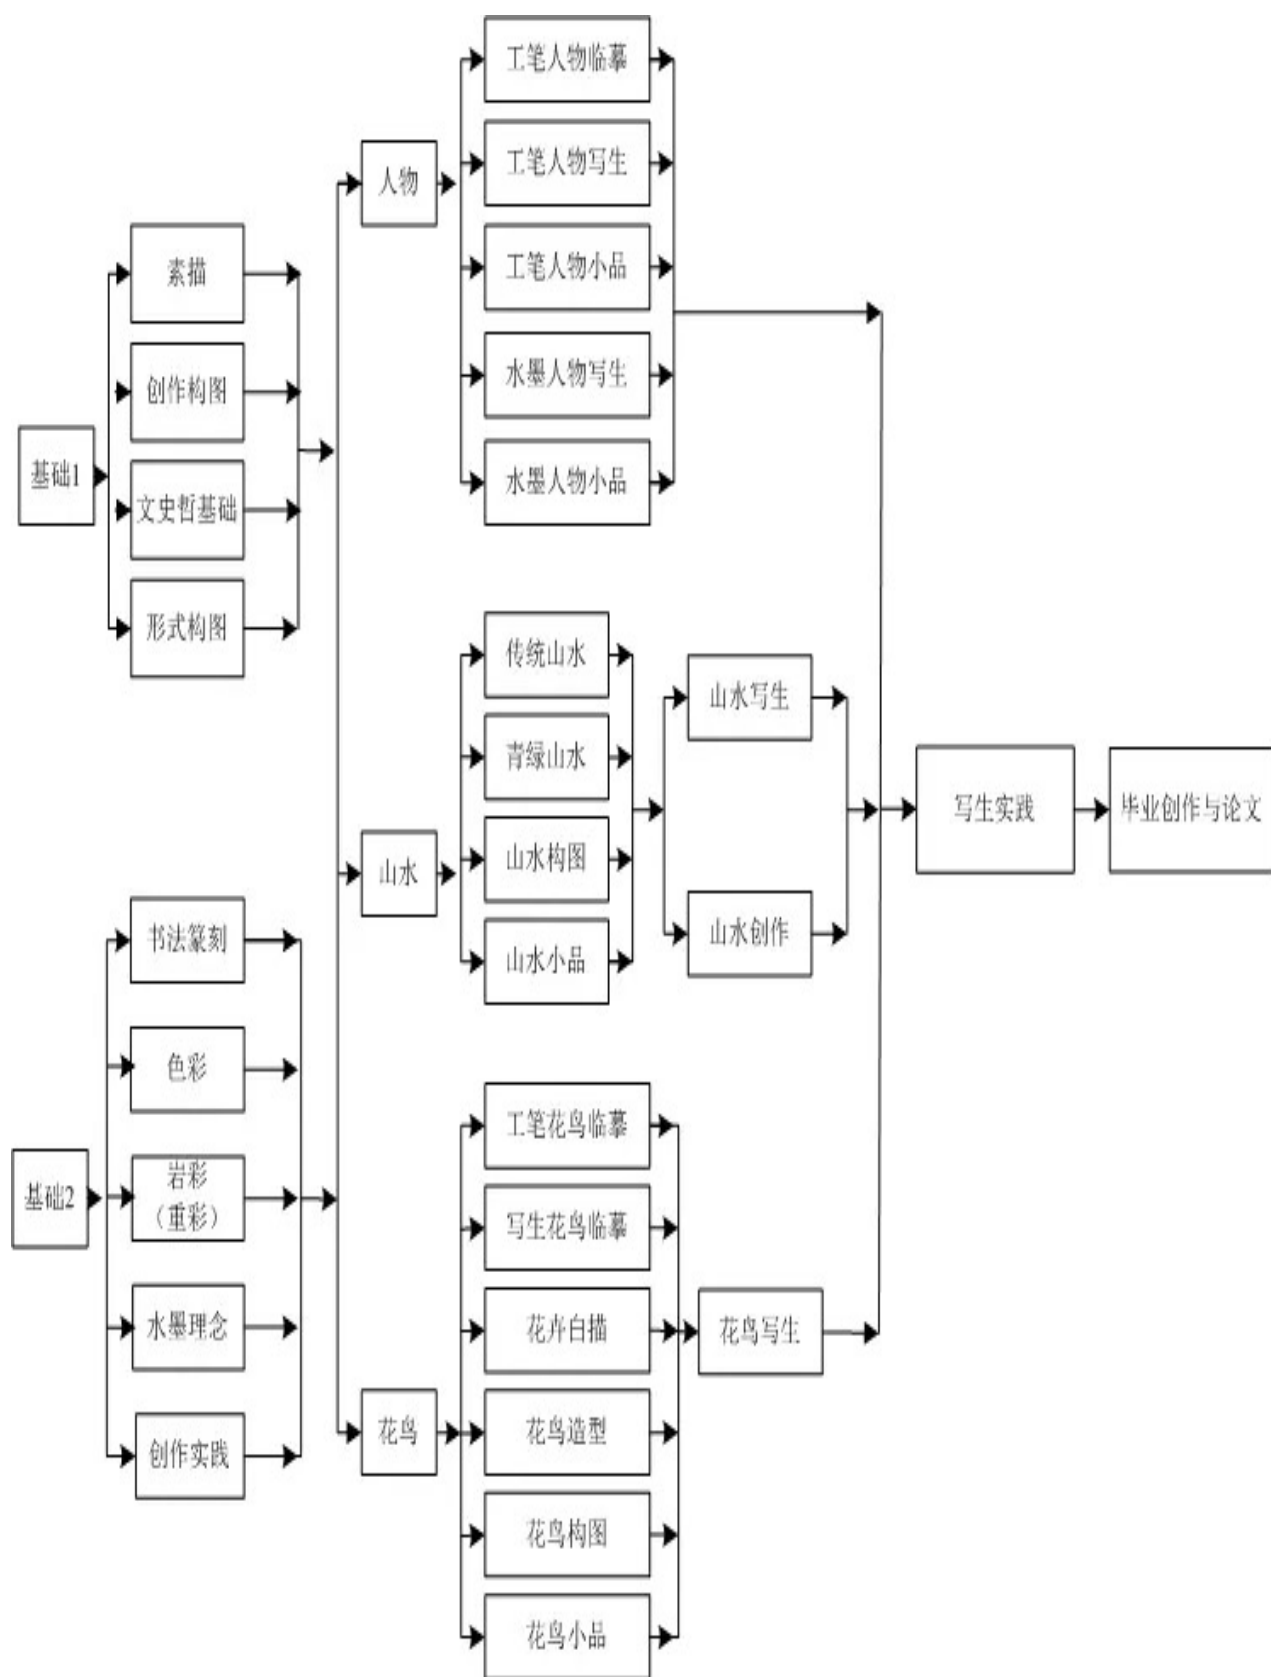 基础1
素描
创作构图
文史哲基础
形式构图
基础2
书法篆刻
色彩
岩彩
（重彩）
水墨理念
创作实践
人物
工笔人物临摹
工笔人物写生
工笔人物小品
水墨人物写生
水墨人物小品
山水
传统山水
青绿山水
山水构图
山水小品
山水写生
山水创作
花鸟
工笔花鸟临摹
写生花鸟临摹
花卉白描
花鸟造型
花鸟构图
花鸟小品
花鸟写生
写生实践
毕业创作与论文